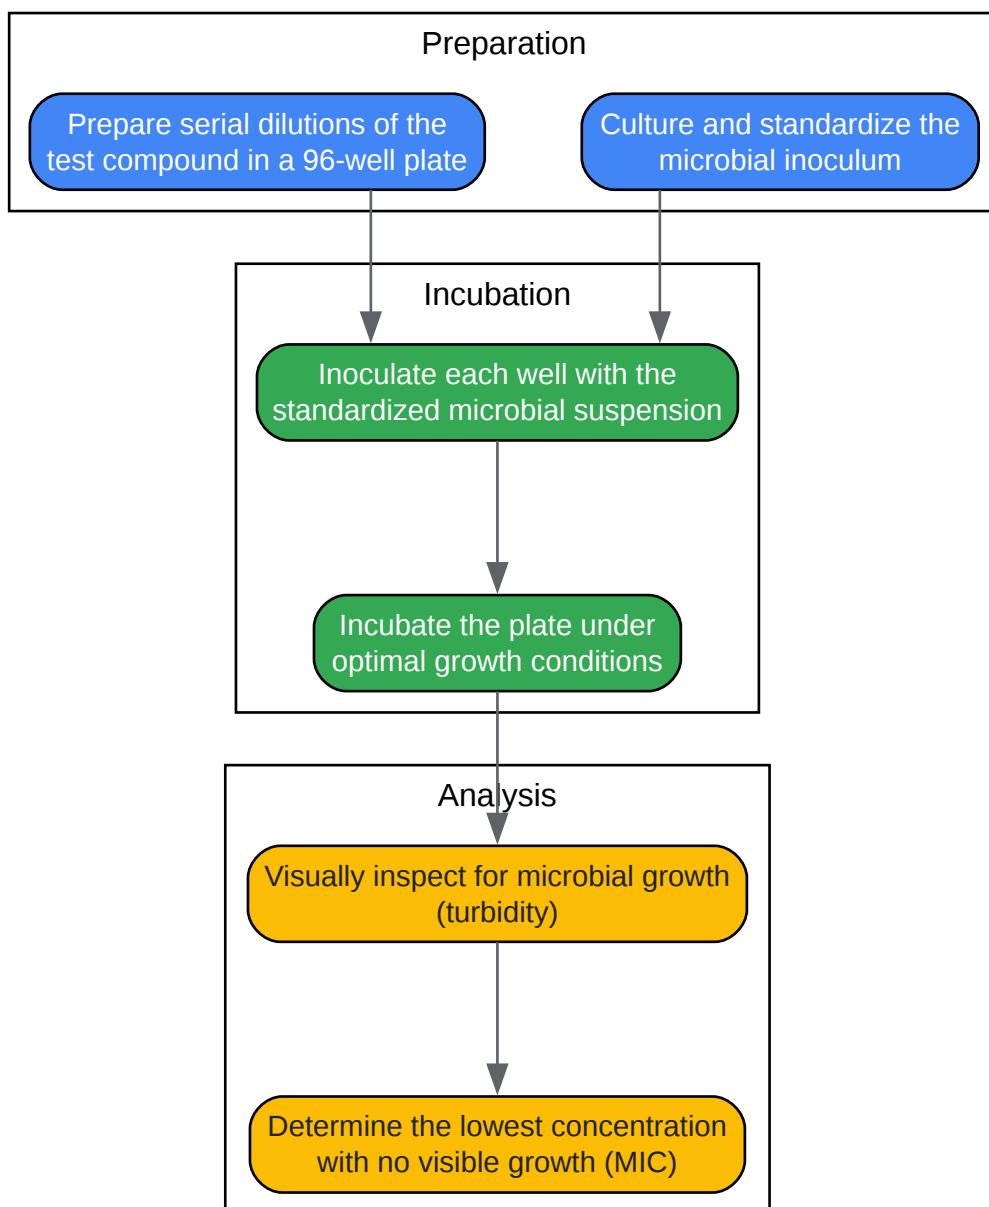 Preparation
Prepare serial dilutions of the
test compound in a 96-well plate
Culture and standardize the
microbial inoculum
Incubation
Inoculate each well with the
standardized microbial suspension
Incubate the plate under
optimal growth conditions
Analysis
Visually inspect for microbial growth
(turbidity)
Determine the lowest concentration
with no visible growth (MIC)